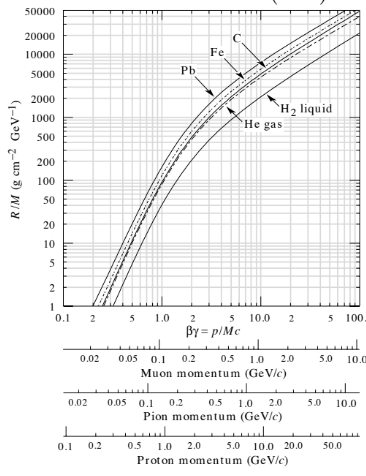 50000
20000
10000
5000
2000
1000
500
200
100
50
20
10
5
2
1
R/M (g cm−2 GeV−1)
Pb
Fe
C
H2 liquid
He gas
0.1 2 5 1.0 2 5 10.0 2 5 100.
βγ = p/Mc
0.02 0.05 0.1 0.2 0.5 1.0 2.0 5.0 10.0
Muon momentum (GeV/c)
0.02 0.05 0.1 0.2 0.5 1.0 2.0 5.0 10.0
Pion momentum (GeV/c)
0.1 0.2 0.5 1.0 2.0 5.0 10.0 20.0 50.0
Proton momentum (GeV/c)